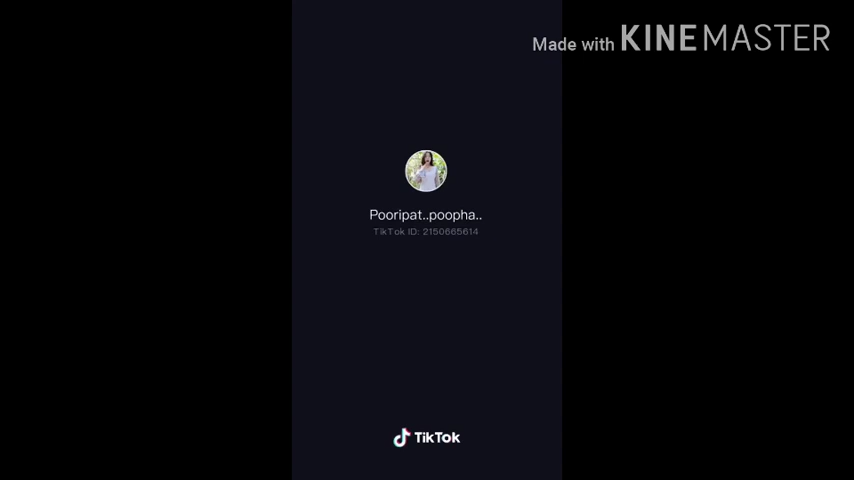 Made with KINEMASTER
Pooripat..poopha..
TikTok ID: 2150665614
TikTok